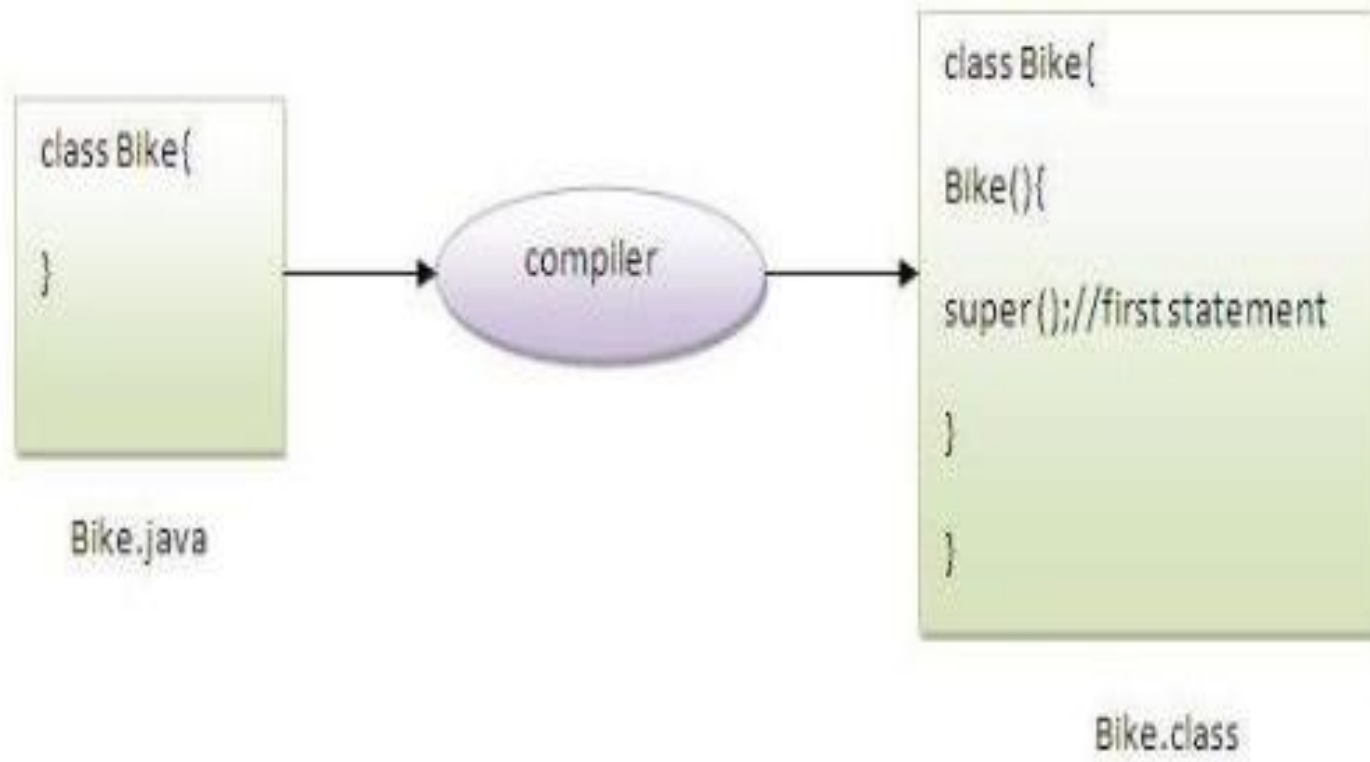 class Bike{
}
Bike.java
compiler
class Bike{
Bike(){
super();//first statement
}
}
Bike.class